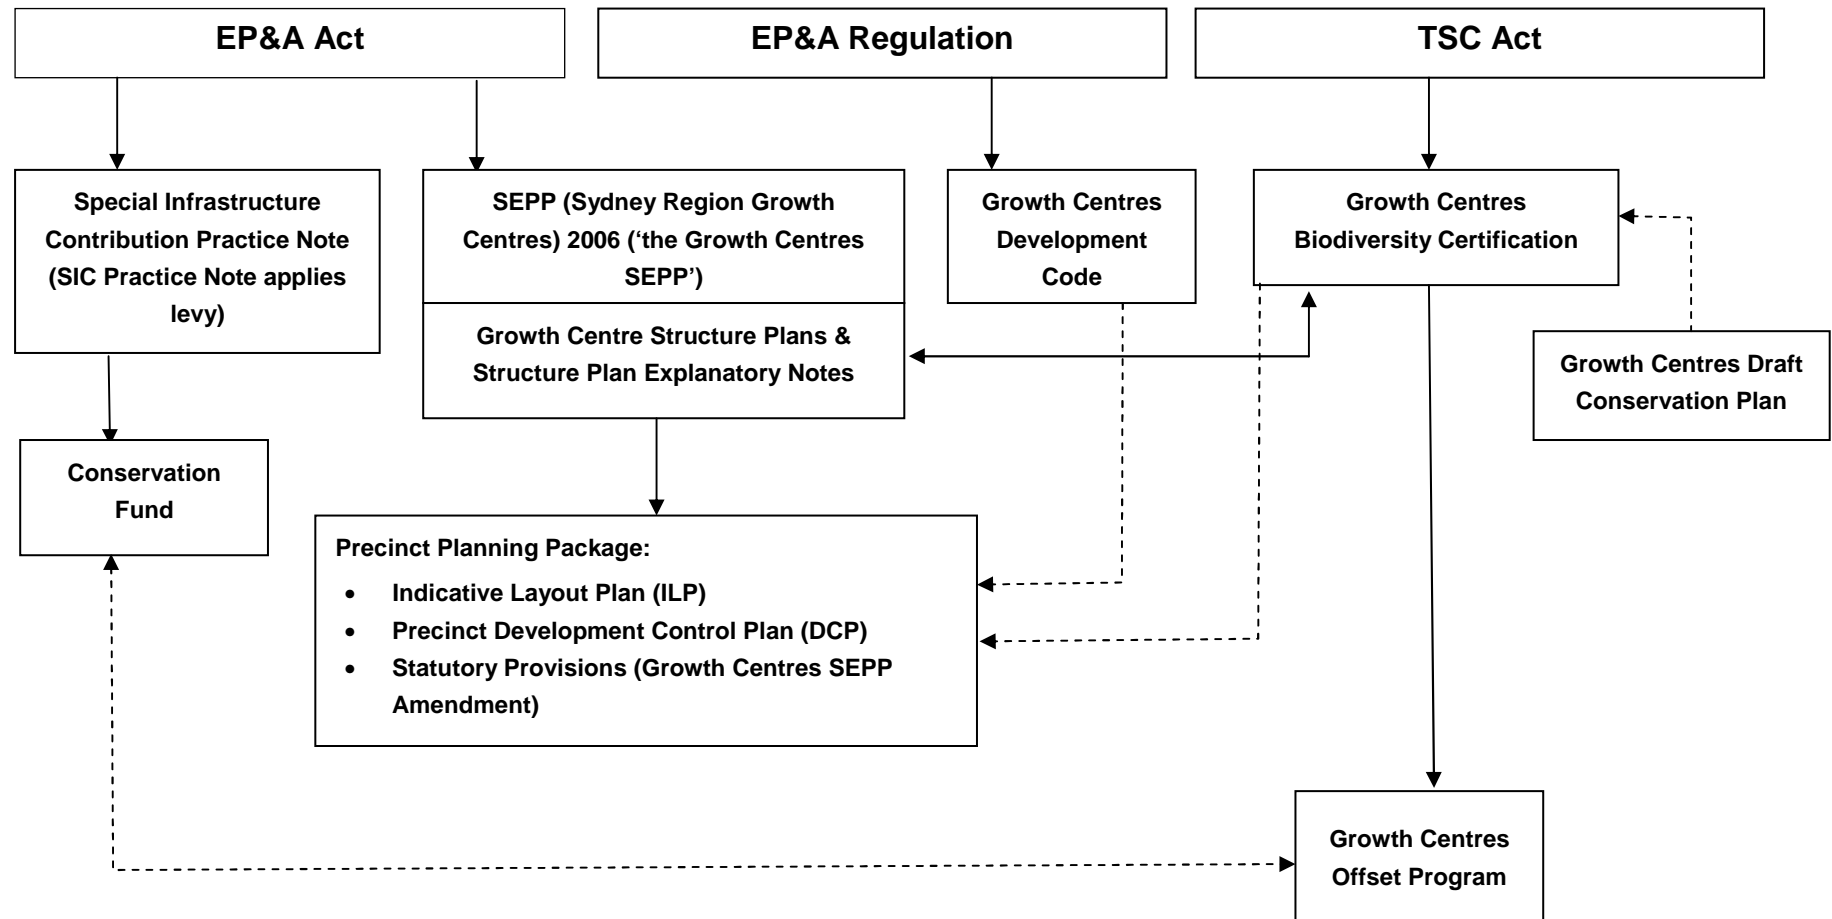 EP&A Act
EP&A Regulation
TSC Act
Special Infrastructure
Contribution Practice Note
(SIC Practice Note applies
levy)
SEPP (Sydney Region Growth
Centres) 2006 (‘the Growth Centres
SEPP’)
Growth Centre Structure Plans &
Structure Plan Explanatory Notes
Growth Centres
Development
Code
Growth Centres
Biodiversity Certification
Growth Centres Draft
Conservation Plan
Conservation
Fund
Precinct Planning Package:
• Indicative Layout Plan (ILP)
• Precinct Development Control Plan (DCP)
• Statutory Provisions (Growth Centres SEPP
Amendment)
Growth Centres
Offset Program